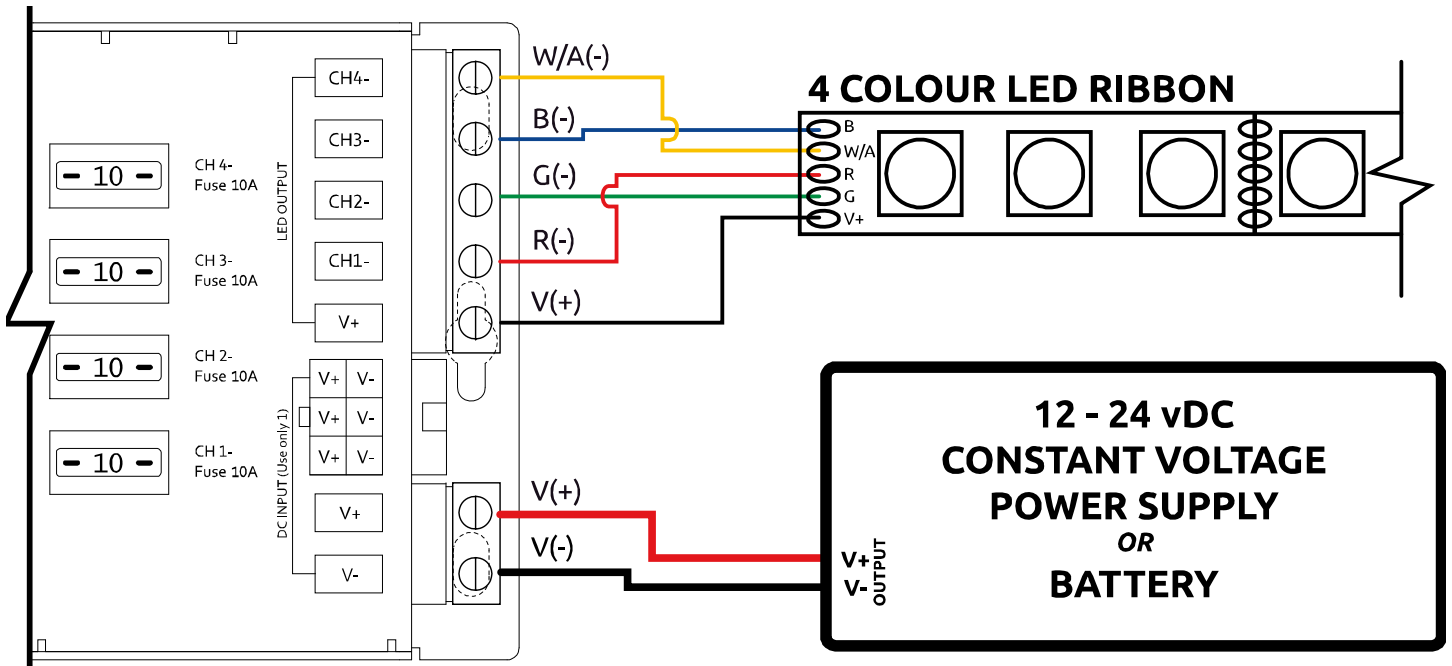 CH 4-
Fuse 10A
10
CH 3-
Fuse 10A
10
CH 2-
Fuse 10A
10
CH 1-
Fuse 10A
10
LED OUTPUT
CH4-
CH3-
CH2-
CH1-
V+
DC INPUT (Use only 1)
V+ V-
V+ V-
V+ V-
V+
V-
W/A(-)
B(-)
G(-)
R(-)
V(+)
V(+)
V(-)
4 COLOUR LED RIBBON
B
W/A
R
G
V+
12 - 24 vDC
CONSTANT VOLTAGE
POWER SUPPLY
OR
BATTERY
V+
V-
OUTPUT